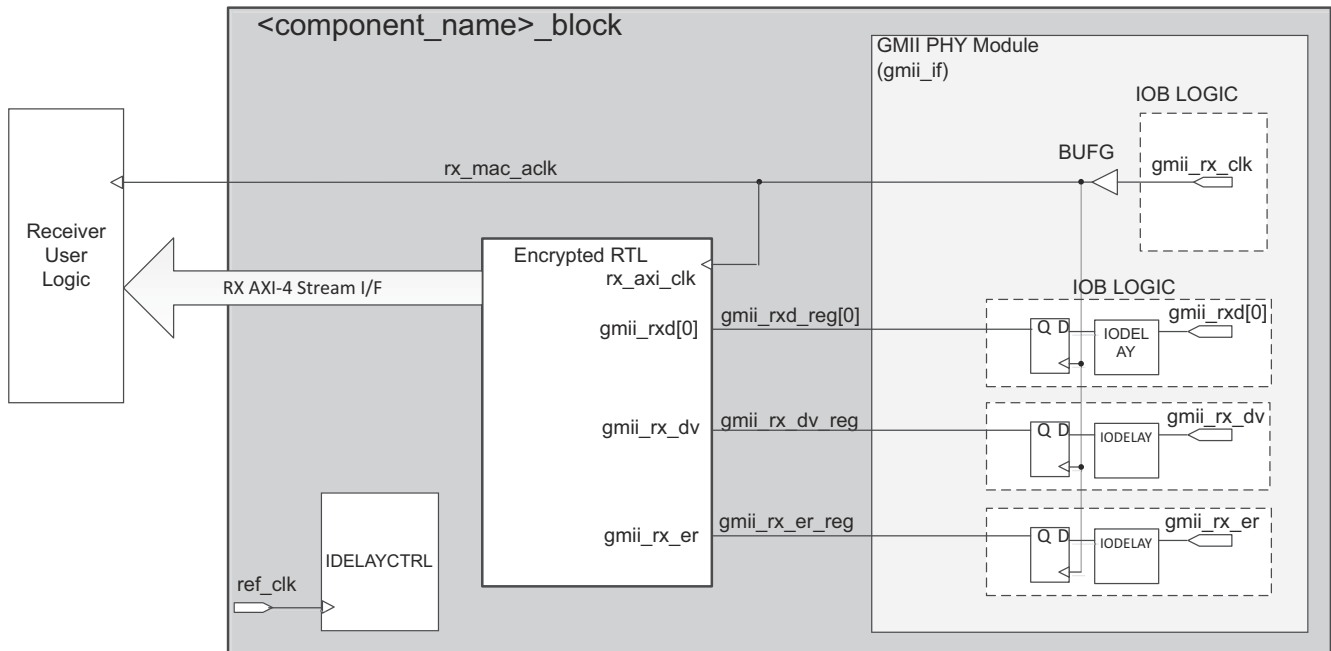 <component_name>_block
GMII PHY Module
(gmii_if)
IOB LOGIC
BUFG
gmii_rx_clk
rx_mac_aclk
Receiver
User
Logic
Encrypted RTL
rx_axi_clk
RX AXI-4 Stream I/F
IOB LOGIC
gmii_rxd[0]
gmii_rxd_reg[0]
Q D
IODEL
AY
gmii_rxd[0]
gmii_rx_dv
gmii_rx_dv_reg
Q D
IODELAY
gmii_rx_dv
gmii_rx_er
gmii_rx_er_reg
Q D
IODELAY
gmii_rx_er
IDELAYCTRL
ref_clk